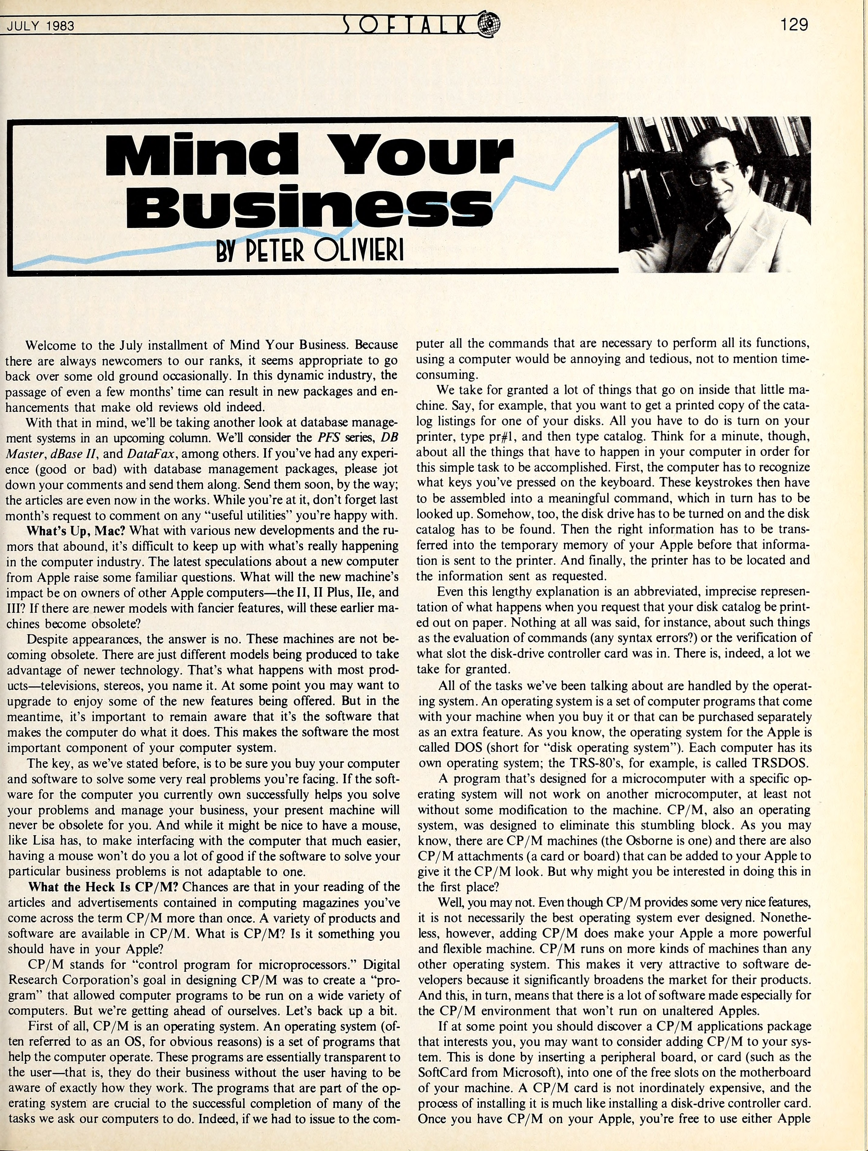 JULY 1983
SOFTALK
129
Mind Your
Business
BY PETER OLIVIERI
Welcome to the July installment of Mind Your Business. Because
there are always newcomers to our ranks, it seems appropriate to go
back over some old ground occasionally. In this dynamic industry, the
passage of even a few months' time can result in new packages and en-
hancements that make old reviews old indeed.
With that in mind, we'll be taking another look at database manage-
ment systems in an upcoming column. We'll consider the PFS series, DB
Master, dBase II, and DataFax, among others. If you've had any experi-
ence (good or bad) with database management packages, please jot
down your comments and send them along. Send them soon, by the way;
the articles are even now in the works. While you're at it, don't forget last
month's request to comment on any "useful utilities" you're happy with.
What's Up, Mac? What with various new developments and the ru-
mors that abound, it's difficult to keep up with what's really happening
in the computer industry. The latest speculations about a new computer
from Apple raise some familiar questions. What will the new machine's
impact be on owners of other Apple computers—the II, II Plus, IIe, and
III? If there are newer models with fancier features, will these earlier ma-
chines become obsolete?
Despite appearances, the answer is no. These machines are not be-
coming obsolete. There are just different models being produced to take
advantage of newer technology. That's what happens with most prod-
ucts—televisions, stereos, you name it. At some point you may want to
upgrade to enjoy some of the new features being offered. But in the
meantime, it's important to remain aware that it's the software that
makes the computer do what it does. This makes the software the most
important component of your computer system.
The key, as we've stated before, is to be sure you buy your computer
and software to solve some very real problems you're facing. If the soft-
ware for the computer you currently own successfully helps you solve
your problems and manage your business, your present machine will
never be obsolete for you. And while it might be nice to have a mouse,
like Lisa has, to make interfacing with the computer that much easier,
having a mouse won't do you a lot of good if the software to solve your
particular business problems is not adaptable to one.
What the Heck Is CP/M? Chances are that in your reading of the
articles and advertisements contained in computing magazines you've
come across the term CP/M more than once. A variety of products and
software are available in CP/M. What is CP/M? Is it something you
should have in your Apple?
CP/M stands for "control program for microprocessors." Digital
Research Corporation's goal in designing CP/M was to create a "pro-
gram" that allowed computer programs to be run on a wide variety of
computers. But we're getting ahead of ourselves. Let's back up a bit.
First of all, CP/M is an operating system. An operating system (of-
ten referred to as an OS, for obvious reasons) is a set of programs that
help the computer operate. These programs are essentially transparent to
the user—that is, they do their business without the user having to be
aware of exactly how they work. The programs that are part of the op-
erating system are crucial to the successful completion of many of the
tasks we ask our computers to do. Indeed, if we had to issue to the com-
puter all the commands that are necessary to perform all its functions,
using a computer would be annoying and tedious, not to mention time-
consuming.
We take for granted a lot of things that go on inside that little ma-
chine. Say, for example, that you want to get a printed copy of the cata-
log listings for one of your disks. All you have to do is turn on your
printer, type pr#1, and then type catalog. Think for a minute, though,
about all the things that have to happen in your computer in order for
this simple task to be accomplished. First, the computer has to recognize
what keys you've pressed on the keyboard. These keystrokes then have
to be assembled into a meaningful command, which in turn has to be
looked up. Somehow, too, the disk drive has to be turned on and the disk
catalog has to be found. Then the right information has to be trans-
ferred into the temporary memory of your Apple before that informa-
tion is sent to the printer. And finally, the printer has to be located and
the information sent as requested.
Even this lengthy explanation is an abbreviated, imprecise represen-
tation of what happens when you request that your disk catalog be print-
ed out on paper. Nothing at all was said, for instance, about such things
as the evaluation of commands (any syntax errors?) or the verification of
what slot the disk-drive controller card was in. There is, indeed, a lot we
take for granted.
All of the tasks we've been talking about are handled by the operat-
ing system. An operating system is a set of computer programs that come
with your machine when you buy it or that can be purchased separately
as an extra feature. As you know, the operating system for the Apple is
called DOS (short for "disk operating system"). Each computer has its
own operating system; the TRS-80's, for example, is called TRSDOS.
A program that's designed for a microcomputer with a specific op-
erating system will not work on another microcomputer, at least not
without some modification to the machine. CP/M, also an operating
system, was designed to eliminate this stumbling block. As you may
know, there are CP/M machines (the Osborne is one) and there are also
CP/M attachments (a card or board) that can be added to your Apple to
give it the CP/M look. But why might you be interested in doing this in
the first place?
Well, you may not. Even though CP/M provides some very nice features,
it is not necessarily the best operating system ever designed. Nonethe-
less, however, adding CP/M does make your Apple a more powerful
and flexible machine. CP/M runs on more kinds of machines than any
other operating system. This makes it very attractive to software de-
velopers because it significantly broadens the market for their products.
And this, in turn, means that there is a lot of software made especially for
the CP/M environment that won't run on unaltered Apples.
If at some point you should discover a CP/M applications package
that interests you, you may want to consider adding CP/M to your sys-
tem. This is done by inserting a peripheral board, or card (such as the
SoftCard from Microsoft), into one of the free slots on the motherboard
of your machine. A CP/M card is not inordinately expensive, and the
process of installing it is much like installing a disk-drive controller card.
Once you have CP/M on your Apple, you're free to use either Apple